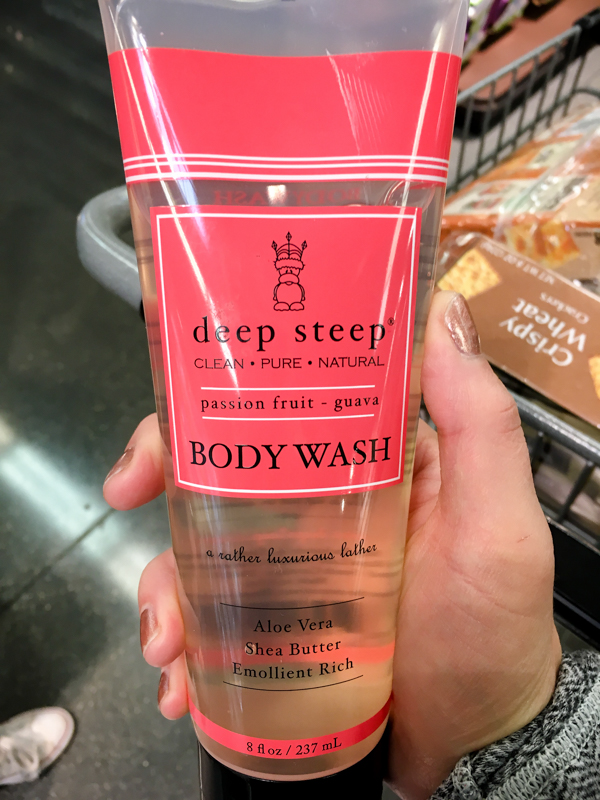 deep steep®
CLEAN • PURE • NATURAL
passion fruit - guava
BODY WASH
a rather luxurious lather
Aloe Vera
Shea Butter
Emollient Rich
8 fl oz / 237 mL
Crispy
Wheat
Crackers